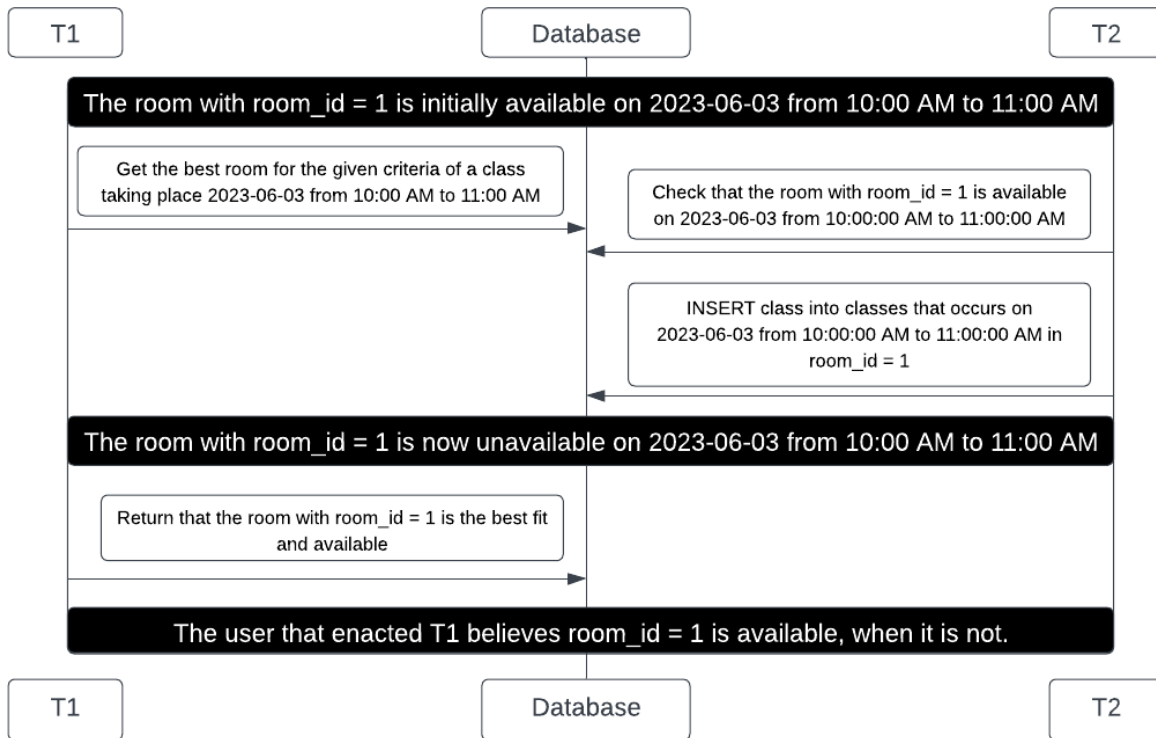 T1
Database
T2
The room with room_id = 1 is initially available on 2023-06-03 from 10:00 AM to 11:00 AM
Get the best room for the given criteria of a class
taking place 2023-06-03 from 10:00 AM to 11:00 AM
Check that the room with room_id = 1 is available
on 2023-06-03 from 10:00:00 AM to 11:00:00 AM
INSERT class into classes that occurs on
2023-06-03 from 10:00:00 AM to 11:00:00 AM in
room_id = 1
The room with room_id = 1 is now unavailable on 2023-06-03 from 10:00 AM to 11:00 AM
Return that the room with room_id = 1 is the best fit
and available
The user that enacted T1 believes room_id = 1 is available, when it is not.
T1
Database
T2